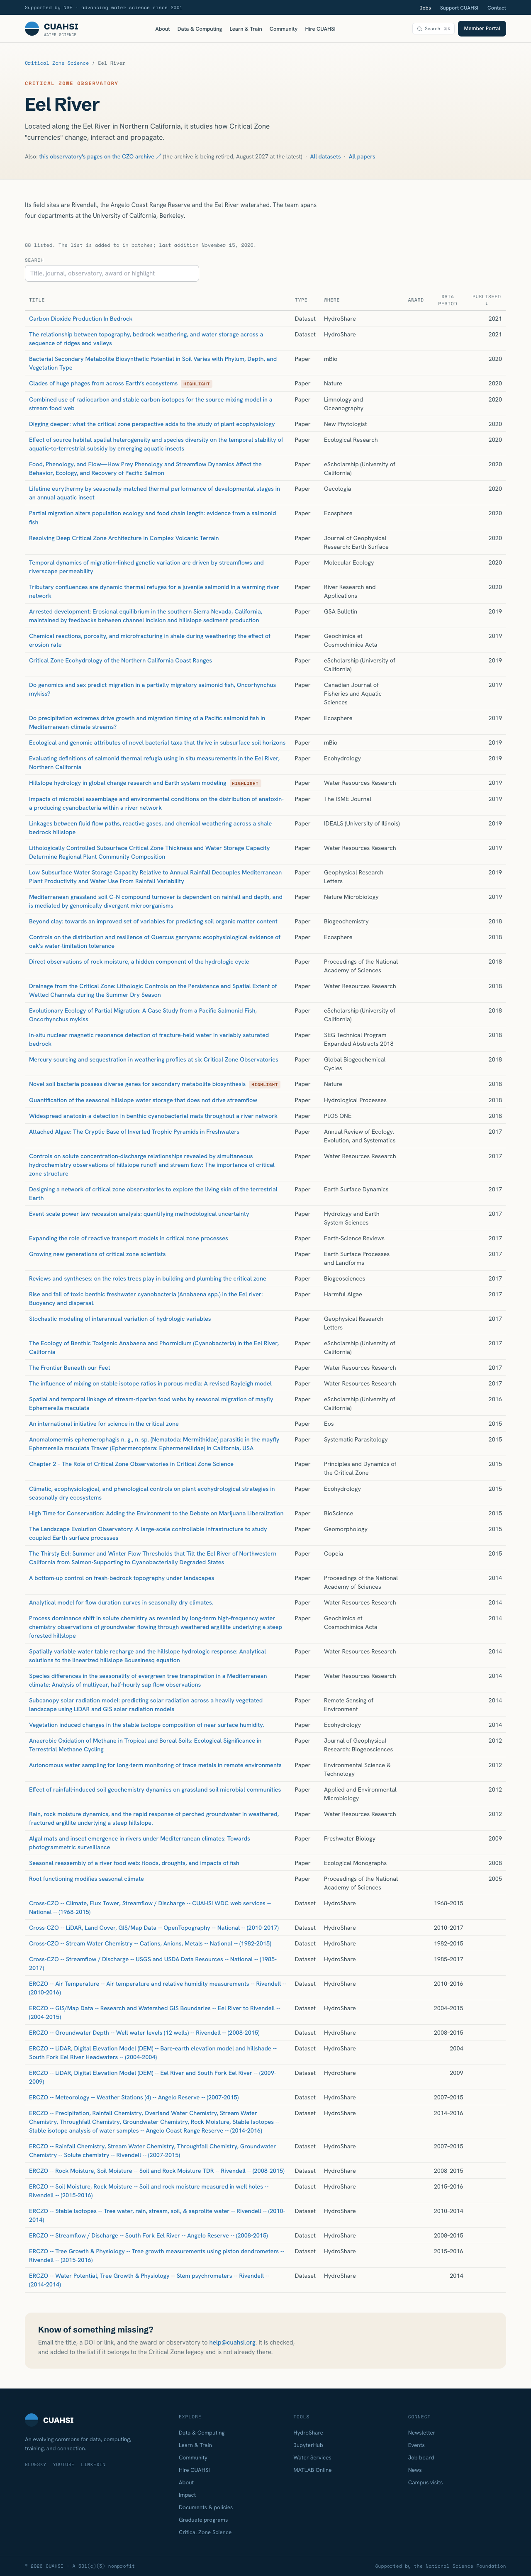 Supported by NSF · advancing water science since 2001
Jobs Support CUAHSI Contact
CUAHSI
WATER SCIENCE
About Data & Computing Learn & Train Community Hire CUAHSI
Search ⌘K
Member Portal
Critical Zone Science / Eel River
CRITICAL ZONE OBSERVATORY
Eel River
Located along the Eel River in Northern California, it studies how Critical Zone
"currencies" change, interact and propagate.
Also: this observatory's pages on the CZO archive ↗ (the archive is being retired, August 2027 at the latest) · All datasets · All papers
Its field sites are Rivendell, the Angelo Coast Range Reserve and the Eel River watershed. The team spans
four departments at the University of California, Berkeley.
SEARCH
Title, journal, observatory, award or highlight
TITLE TYPE WHERE AWARD DATA PERIOD PUBLISHED ↓
Carbon Dioxide Production in Bedrock Dataset HydroShare 2021
The relationship between topography, bedrock weathering, and water storage across a Dataset HydroShare 2021
sequence of ridges and valleys
Bacterial Secondary Metabolite Biosynthetic Potential in Soil Varies with Phylum, Depth, and Paper mBio 2020
Vegetation Type
Clades of huge phages from across Earth's ecosystems HIGHLIGHT Paper Nature 2020
Combined use of radiocarbon and stable carbon isotopes for the source mixing model in a Paper Limnology and 2020
stream food web Oceanography
Digging deeper: what the critical zone perspective adds to the study of plant ecophysiology Paper New Phytologist 2020
Effect of source habitat spatial heterogeneity and species diversity on the temporal stability of Paper Ecological Research 2020
aquatic-to-terrestrial subsidy by emerging aquatic insects
Food, Phenology, and Flow—How Prey Phenology and Streamflow Dynamics Affect the Paper eScholarship (University of 2020
Behavior, Ecology, and Recovery of Pacific Salmon California)
Lifetime eurythermy by seasonally matched thermal performance of developmental stages in Paper Oecologia 2020
an annual aquatic insect
Partial migration alters population ecology and food chain length: evidence from a salmonid Paper Ecosphere 2020
fish
Resolving Deep Critical Zone Architecture in Complex Volcanic Terrain Paper Journal of Geophysical 2020
Research: Earth Surface
Temporal dynamics of migration-linked genetic variation are driven by streamflows and Paper Molecular Ecology 2020
riverscape permeability
Tributary confluences are dynamic thermal refuges for a juvenile salmonid in a warming river Paper River Research and 2020
network Applications
Arrested development: Erosional equilibrium in the southern Sierra Nevada, California, Paper GSA Bulletin 2019
maintained by feedbacks between channel incision and hillslope sediment production
Chemical reactions, porosity, and microfracturing in shale during weathering: the effect of Paper Geochimica et 2019
erosion rate Cosmochimica Acta
Critical Zone Ecohydrology of the Northern California Coast Ranges Paper eScholarship (University of 2019
California)
Do genomics and sex predict migration in a partially migratory salmonid fish, Oncorhynchus Paper Canadian Journal of 2019
mykiss? Fisheries and Aquatic
Sciences
Do precipitation extremes drive growth and migration timing of a Pacific salmonid fish in Paper Ecosphere 2019
Mediterranean-climate streams?
Ecological and genomic attributes of novel bacterial taxa that thrive in subsurface soil horizons Paper mBio 2019
Evaluating definitions of salmonid thermal refugia using in situ measurements in the Eel River, Paper Ecohydrology 2019
Northern California
Hillslope hydrology in global change research and Earth system modeling HIGHLIGHT Paper Water Resources Research 2019
Impacts of microbial assemblage and environmental conditions on the distribution of anatoxin- Paper The ISME Journal 2019
a producing cyanobacteria within a river network
Linkages between fluid flow paths, reactive gases, and chemical weathering across a shale Paper IDEALS (University of Illinois) 2019
bedrock hillslope
Lithologically Controlled Subsurface Critical Zone Thickness and Water Storage Capacity Paper Water Resources Research 2019
Determine Regional Plant Community Composition
Low Subsurface Water Storage Capacity Relative to Annual Rainfall Decouples Mediterranean Paper Geophysical Research 2019
Plant Productivity and Water Use From Rainfall Variability Letters
Mediterranean grassland soil C-N compound turnover is dependent on rainfall and depth, and Paper Nature Microbiology 2019
is mediated by genomically divergent microorganisms
Beyond clay: towards an improved set of variables for predicting soil organic matter content Paper Biogeochemistry 2018
Controls on the distribution and resilience of Quercus garryana: ecophysiological evidence of Paper Ecosphere 2018
oak's water-limitation tolerance
Direct observations of rock moisture, a hidden component of the hydrologic cycle Paper Proceedings of the National 2018
Academy of Sciences
Drainage from the Critical Zone: Lithologic Controls on the Persistence and Spatial Extent of Paper Water Resources Research 2018
Wetted Channels during the Summer Dry Season
Evolutionary Ecology of Partial Migration: A Case Study from a Pacific Salmonid Fish, Paper eScholarship (University of 2018
Oncorhynchus mykiss California)
In-situ nuclear magnetic resonance detection of fracture-held water in variably saturated Paper SEG Technical Program 2018
bedrock Expanded Abstracts 2018
Mercury sourcing and sequestration in weathering profiles at six Critical Zone Observatories Paper Global Biogeochemical 2018
Cycles
Novel soil bacteria possess diverse genes for secondary metabolite biosynthesis HIGHLIGHT Paper Nature 2018
Quantification of the seasonal hillslope water storage that does not drive streamflow Paper Hydrological Processes 2018
Widespread anatoxin-a detection in benthic cyanobacterial mats throughout a river network Paper PLOS ONE 2018
Attached Algae: The Cryptic Base of Inverted Trophic Pyramids in Freshwaters Paper Annual Review of Ecology, 2017
Evolution, and Systematics
Controls on solute concentration-discharge relationships revealed by simultaneous Paper Water Resources Research 2017
hydrochemistry observations of hillslope runoff and stream flow: The importance of critical
zone structure
Designing a network of critical zone observatories to explore the living skin of the terrestrial Paper Earth Surface Dynamics 2017
Earth
Event-scale power law recession analysis: quantifying methodological uncertainty Paper Hydrology and Earth 2017
System Sciences
Expanding the role of reactive transport models in critical zone processes Paper Earth-Science Reviews 2017
Growing new generations of critical zone scientists Paper Earth Surface Processes 2017
and Landforms
Reviews and syntheses: on the roles trees play in building and plumbing the critical zone Paper Biogeosciences 2017
Rise and fall of toxic benthic freshwater cyanobacteria (Anabaena spp.) in the Eel river: Paper Harmful Algae 2017
Buoyancy and dispersal.
Stochastic modeling of interannual variation of hydrologic variables Paper Geophysical Research 2017
Letters
The Ecology of Benthic Toxigenic Anabaena and Phormidium (Cyanobacteria) in the Eel River, Paper eScholarship (University of 2017
California California)
The Frontier Beneath our Feet Paper Water Resources Research 2017
The influence of mixing on stable isotope ratios in porous media: A revised Rayleigh model Paper Water Resources Research 2017
Spatial and temporal linkage of stream-riparian food webs by seasonal migration of mayfly Paper eScholarship (University of 2016
Ephemerella maculata California)
An international initiative for science in the critical zone Paper Eos 2015
Anomalomermis ephemerophagis n. g., n. sp. (Nematoda: Mermithidae) parasitic in the mayfly Paper Systematic Parasitology 2015
Ephemerella maculata Traver (Ephermeroptera: Ephermerellidae) in California, USA
Chapter 2 – The Role of Critical Zone Observatories in Critical Zone Science Paper Principles and Dynamics of 2015
the Critical Zone
Climatic, ecophysiological, and phenological controls on plant ecohydrological strategies in Paper Ecohydrology 2015
seasonally dry ecosystems
High Time for Conservation: Adding the Environment to the Debate on Marijuana Liberalization Paper BioScience 2015
The Landscape Evolution Observatory: A large-scale controllable infrastructure to study Paper Geomorphology 2015
coupled Earth-surface processes
The Thirsty Eel: Summer and Winter Flow Thresholds that Tilt the Eel River of Northwestern Paper Copeia 2015
California from Salmon-Supporting to Cyanobacterially Degraded States
A bottom-up control on fresh-bedrock topography under landscapes Paper Proceedings of the National 2014
Academy of Sciences
Analytical model for flow duration curves in seasonally dry climates. Paper Water Resources Research 2014
Process dominance shift in solute chemistry as revealed by long-term high-frequency water Paper Geochimica et 2014
chemistry observations of groundwater flowing through weathered argillite underlying a steep Cosmochimica Acta
forested hillslope
Spatially variable water table recharge and the hillslope hydrologic response: Analytical Paper Water Resources Research 2014
solutions to the linearized hillslope Boussinesq equation
Species differences in the seasonality of evergreen tree transpiration in a Mediterranean Paper Water Resources Research 2014
climate: Analysis of multiyear, half-hourly sap flow observations
Subcanopy solar radiation model: predicting solar radiation across a heavily vegetated Paper Remote Sensing of 2014
landscape using LiDAR and GIS solar radiation models Environment
Vegetation induced changes in the stable isotope composition of near surface humidity. Paper Ecohydrology 2014
Anaerobic Oxidation of Methane in Tropical and Boreal Soils: Ecological Significance in Paper Journal of Geophysical 2012
Terrestrial Methane Cycling Research: Biogeosciences
Autonomous water sampling for long-term monitoring of trace metals in remote environments Paper Environmental Science & 2012
Technology
Effect of rainfall-induced soil geochemistry dynamics on grassland soil microbial communities Paper Applied and Environmental 2012
Microbiology
Rain, rock moisture dynamics, and the rapid response of perched groundwater in weathered, Paper Water Resources Research 2012
fractured argillite underlying a steep hillslope.
Algal mats and insect emergence in rivers under Mediterranean climates: Towards Paper Freshwater Biology 2009
photogrammetric surveillance
Seasonal reassembly of a river food web: floods, droughts, and impacts of fish Paper Ecological Monographs 2008
Root functioning modifies seasonal climate Paper Proceedings of the National 2005
Academy of Sciences
Cross-CZO -- Climate, Flux Tower, Streamflow / Discharge -- CUAHSI WDC web services -- Dataset HydroShare 1968-2015
National -- (1968-2015)
Cross-CZO -- LiDAR, Land Cover, GIS/Map Data -- OpenTopography -- National -- (2010-2017) Dataset HydroShare 2010-2017
Cross-CZO -- Stream Water Chemistry -- Cations, Anions, Metals -- National -- (1982-2015) Dataset HydroShare 1982-2015
Cross-CZO -- Streamflow / Discharge -- USGS and USDA Data Resources -- National -- (1985- Dataset HydroShare 1985-2017
2017)
ERCZO -- Air Temperature -- Air temperature and relative humidity measurements -- Rivendell -- Dataset HydroShare 2010-2016
(2010-2016)
ERCZO -- GIS/Map Data -- Research and Watershed GIS Boundaries -- Eel River to Rivendell -- Dataset HydroShare 2004-2015
(2004-2015)
ERCZO -- Groundwater Depth -- Well water levels (12 wells) -- Rivendell -- (2008-2015) Dataset HydroShare 2008-2015
ERCZO -- LiDAR, Digital Elevation Model (DEM) -- Bare-earth elevation model and hillshade -- Dataset HydroShare 2004
South Fork Eel River Headwaters -- (2004-2004)
ERCZO -- LiDAR, Digital Elevation Model (DEM) -- Eel River and South Fork Eel River -- (2009- Dataset HydroShare 2009
2009)
ERCZO -- Meteorology -- Weather Stations (4) -- Angelo Reserve -- (2007-2015) Dataset HydroShare 2007-2015
ERCZO -- Precipitation, Rainfall Chemistry, Overland Water Chemistry, Stream Water Dataset HydroShare 2014-2016
Chemistry, Throughfall Chemistry, Groundwater Chemistry, Rock Moisture, Stable Isotopes --
Stable isotope analysis of water samples -- Angelo Coast Range Reserve -- (2014-2016)
ERCZO -- Rainfall Chemistry, Stream Water Chemistry, Throughfall Chemistry, Groundwater Dataset HydroShare 2007-2015
Chemistry -- Solute chemistry -- Rivendell -- (2007-2015)
ERCZO -- Rock Moisture, Soil Moisture -- Soil and Rock Moisture TDR -- Rivendell -- (2008-2015) Dataset HydroShare 2008-2015
ERCZO -- Soil Moisture, Rock Moisture -- Soil and rock moisture measured in well holes -- Dataset HydroShare 2015-2016
Rivendell -- (2015-2016)
ERCZO -- Stable Isotopes -- Tree water, rain, stream, soil, & saprolite water -- Rivendell -- (2010- Dataset HydroShare 2010-2014
2014)
ERCZO -- Streamflow / Discharge -- South Fork Eel River -- Angelo Reserve -- (2008-2015) Dataset HydroShare 2008-2015
ERCZO -- Tree Growth & Physiology -- Tree growth measurements using piston dendrometers -- Dataset HydroShare 2015-2016
Rivendell -- (2015-2016)
ERCZO -- Water Potential, Tree Growth & Physiology -- Stem psychrometers -- Rivendell -- Dataset HydroShare 2014
(2014-2014)
Know of something missing?
Email the title, a DOI or link, and the award or observatory to help@cuahsi.org. It is checked,
and added to the list if it belongs to the Critical Zone legacy and is not already there.
CUAHSI
An evolving commons for data, computing,
training, and connection.
BLUESKY YOUTUBE LINKEDIN
EXPLORE
Data & Computing
Learn & Train
Community
Hire CUAHSI
About
Impact
Documents & policies
Graduate programs
Critical Zone Science
TOOLS
HydroShare
JupyterHub
Water Services
MATLAB Online
CONNECT
Newsletter
Events
Job board
News
Campus visits
CUAHSI · A 501(c)(3) nonprofit
Supported by the National Science Foundation